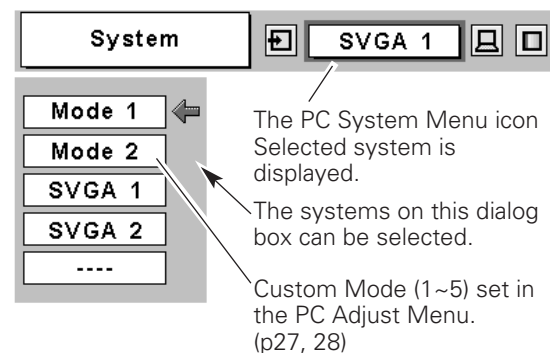 System
SVGA 1
Mode 1
Mode 2
SVGA 1
SVGA 2
----
The PC System Menu icon
Selected system is
displayed.
The systems on this dialog
box can be selected.
Custom Mode (1~5) set in
the PC Adjust Menu.
(p27, 28)